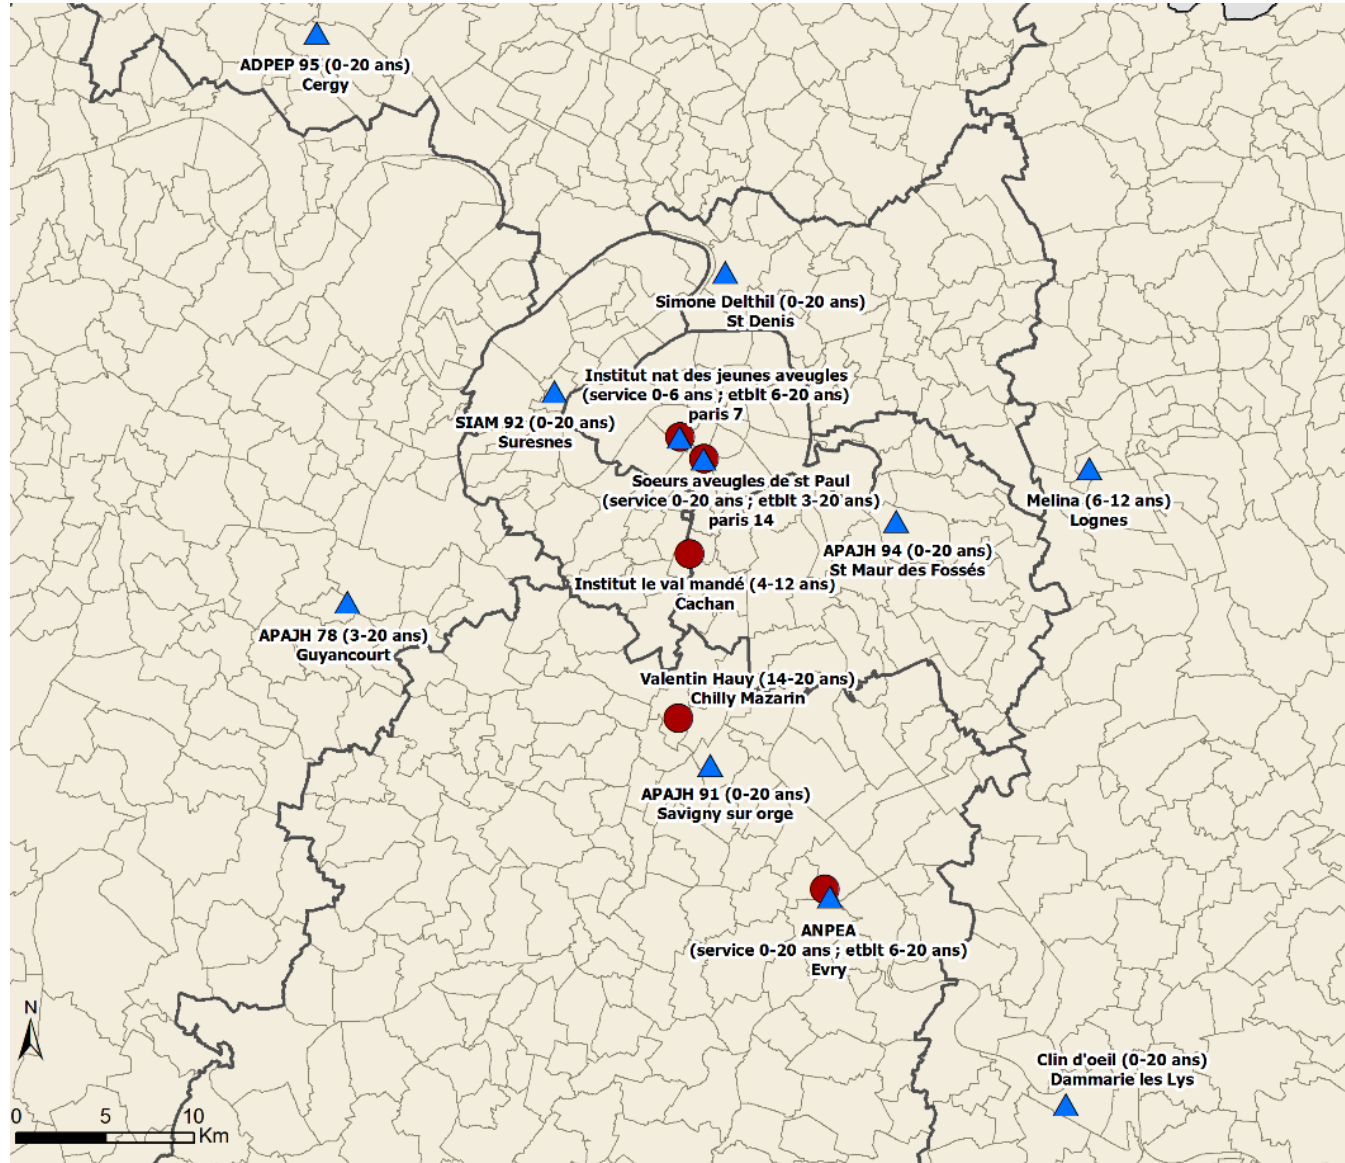 ADPEP 95 (0-20 ans)
Cergy
Simone Delthil (0-20 ans)
St Denis
Institut nat des jeunes aveugles
(service 0-6 ans ; etblt 6-20 ans)
paris 7
SIAM 92 (0-20 ans)
Suresnes
Soeurs aveugles de st Paul
(service 0-20 ans ; etblt 3-20 ans)
paris 14
Melina (6-12 ans)
Lognes
APAJH 94 (0-20 ans)
St Maur des Fossés
Institut le val mandé (4-12 ans)
Cachan
APAJH 78 (3-20 ans)
Guyancourt
Valentin Hauy (14-20 ans)
Chilly Mazarin
APAJH 91 (0-20 ans)
Savigny sur orge
ANPEA
(service 0-20 ans ; etblt 6-20 ans)
Evry
N
Clin d'oeil (0-20 ans)
Dammarie les Lys
0 5 10
Km